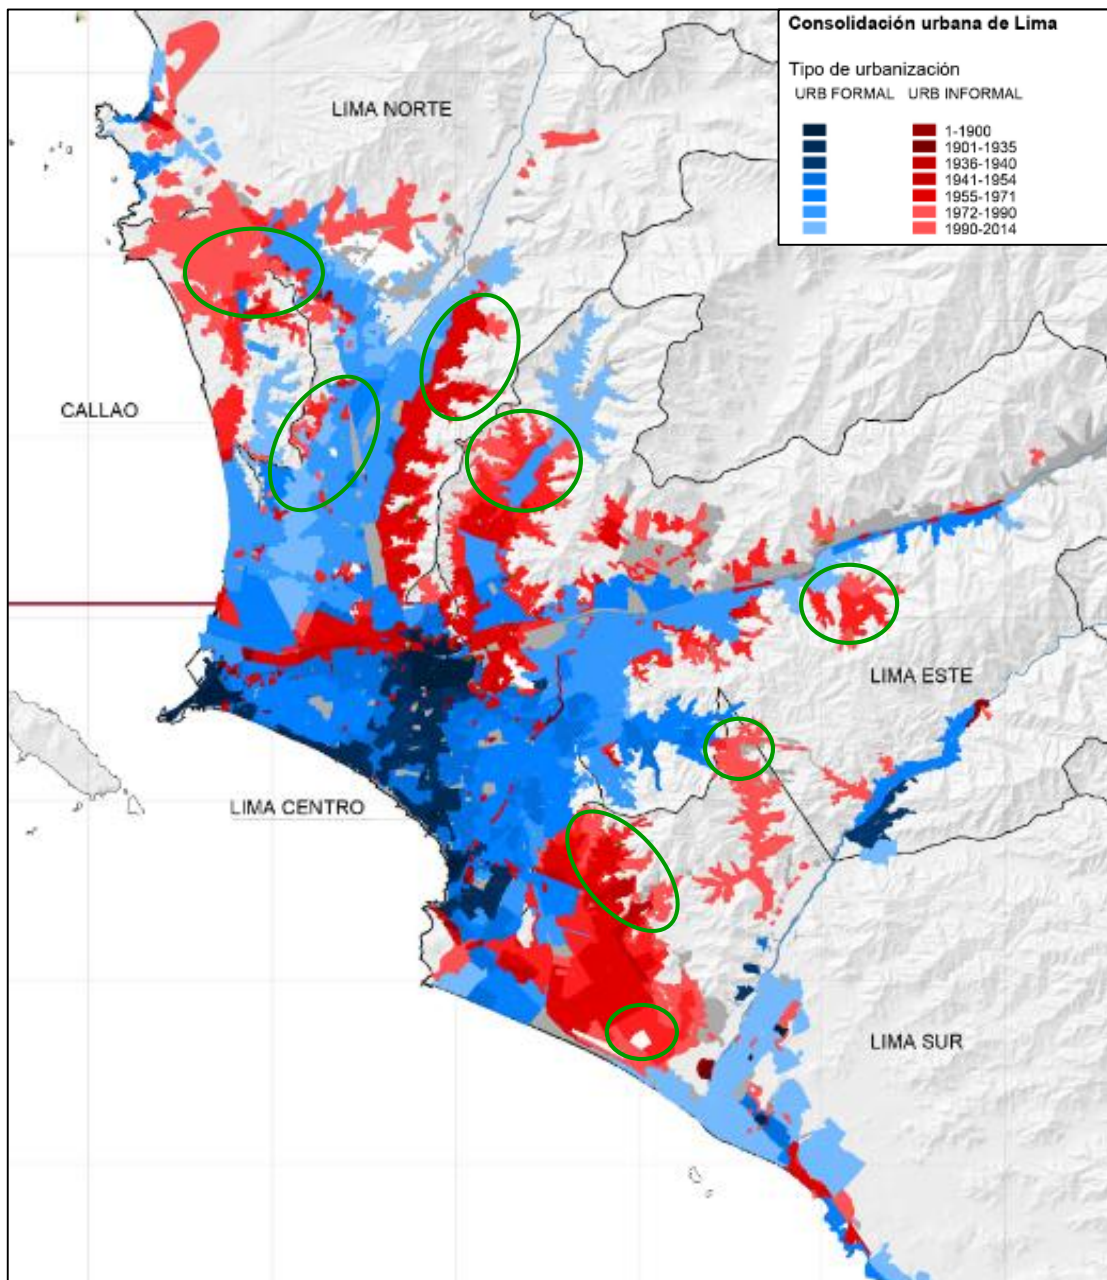 Consolidación urbana de Lima
Tipo de urbanización
URB FORMAL URB INFORMAL
1-1900
1901-1935
1936-1940
1941-1954
1955-1971
1972-1990
1990-2014
LIMA NORTE
CALLAO
LIMA ESTE
LIMA CENTRO
LIMA SUR